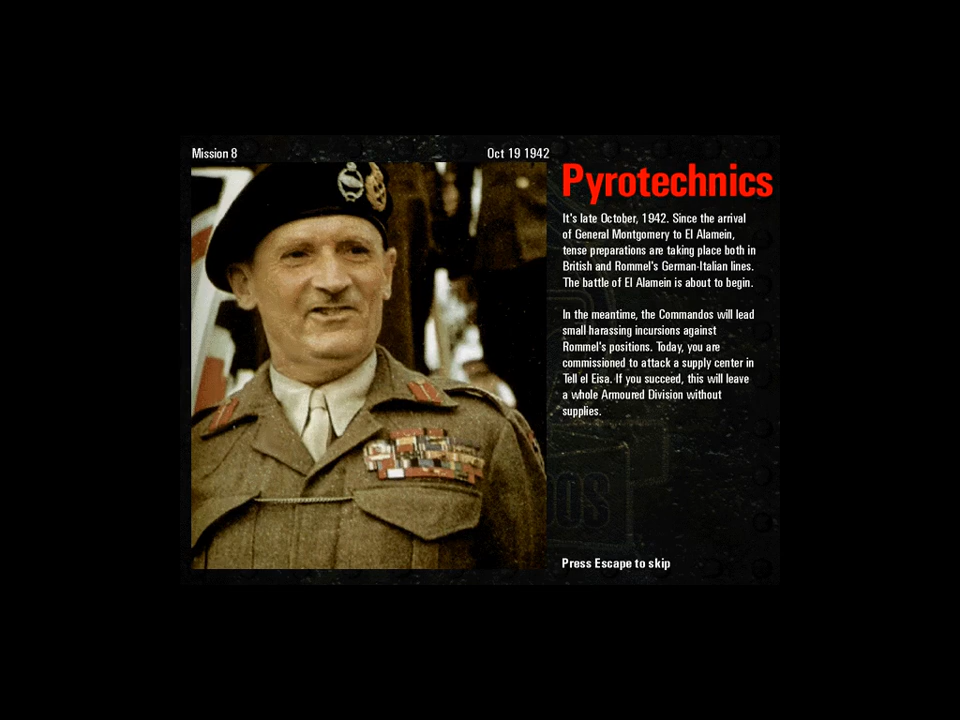 Mission 8
Oct 19 1942
Pyrotechnics
It's late October, 1942. Since the arrival
of General Montgomery to El Alamein,
tense preparations are taking place both in
British and Rommel's German-Italian lines.
The battle of El Alamein is about to begin.
In the meantime, the Commandos will lead
small harassing incursions against
Rommel's positions. Today, you are
commissioned to attack a supply center in
Tell el Eisa. If you succeed, this will leave
a whole Armoured Division without
supplies.
OOS
Press Escape to skip